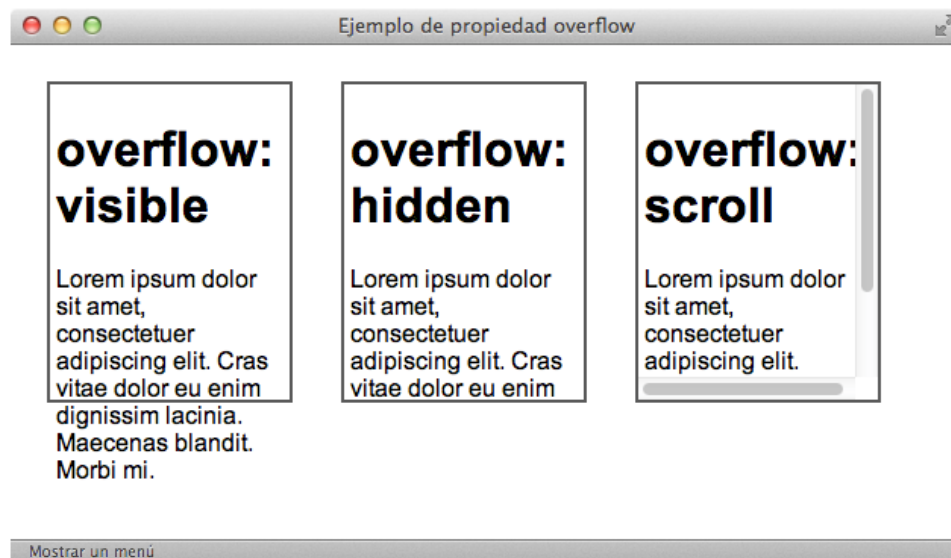 Ejemplo de propiedad overflow
overflow:
visible
Lorem ipsum dolor
sit amet,
consectetuer
adipiscing elit. Cras
vitae dolor eu enim
dignissim lacinia.
Maecenas blandit.
Morbi mi.
overflow:
hidden
Lorem ipsum dolor
sit amet,
consectetuer
adipiscing elit. Cras
vitae dolor eu enim
overflow:
scroll
Lorem ipsum dolor
sit amet,
consectetuer
adipiscing elit.
Mostrar un menú